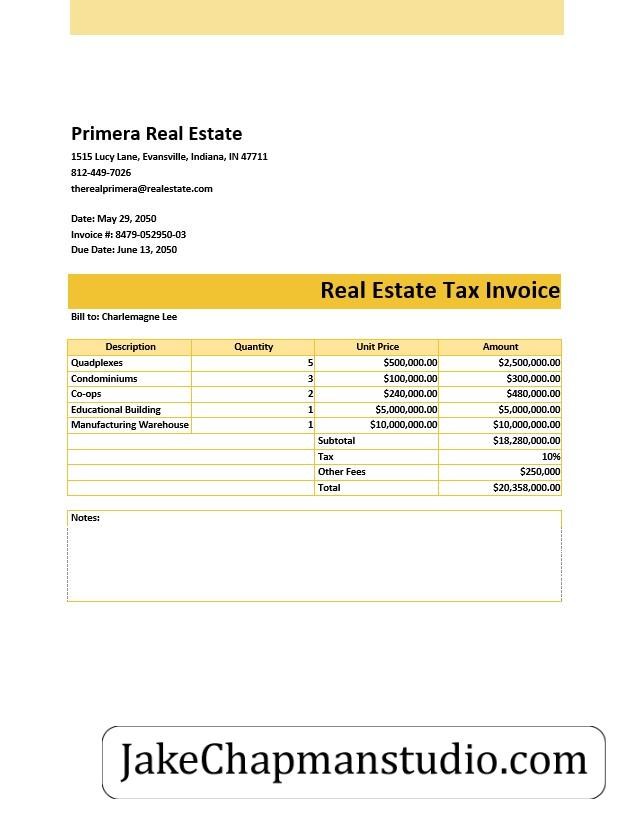 Primera Real Estate
1515 Lucy Lane, Evansville, Indiana, IN 47711
812-449-7026
therealprimera@realestate.com
Date: May 29, 2050
Invoice #: 8479-052950-03
Due Date: June 13, 2050
Real Estate Tax Invoice
Bill to: Charlemagne Lee
Description Quantity Unit Price Amount
Quadplexes 5 $500,000.00 $2,500,000.00
Condominiums 3 $100,000.00 $300,000.00
Co-ops 2 $240,000.00 $480,000.00
Educational Building 1 $5,000,000.00 $5,000,000.00
Manufacturing Warehouse 1 $10,000,000.00 $10,000,000.00
Subtotal $18,280,000.00
Tax 10%
Other Fees $250,000
Total $20,358,000.00
Notes:
JakeChapmanstudio.com